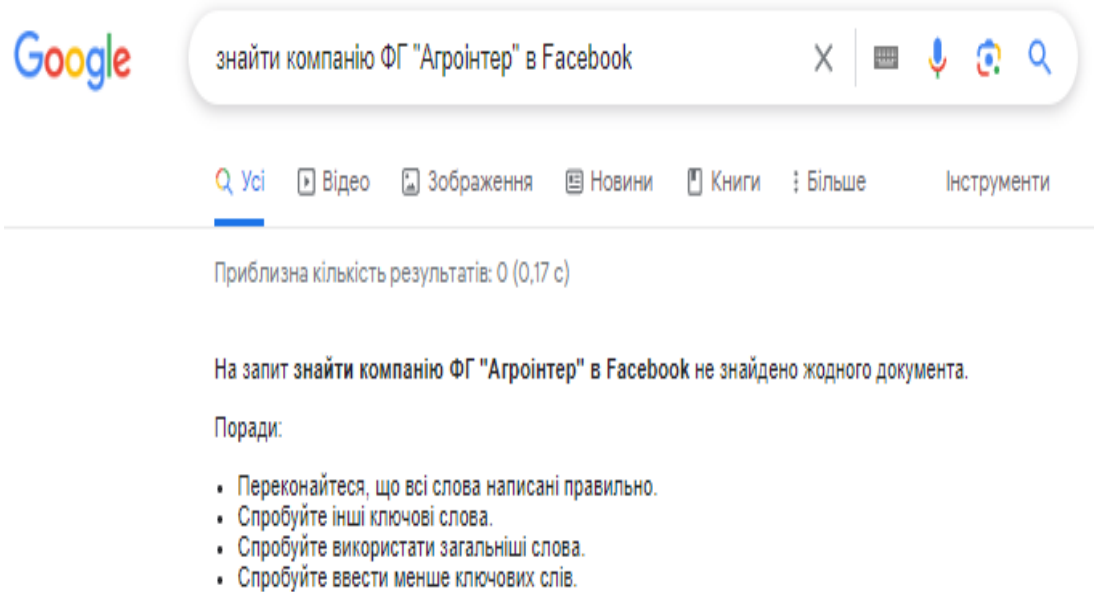 Google
знайти компанію ФГ "Агроінтер" в Facebook
Усі Відео Зображення Новини Книги Більше Інструменти
Приблизна кількість результатів: 0 (0,17 с)
На запит знайти компанію ФГ "Агроінтер" в Facebook не знайдено жодного документа.
Поради:
• Переконайтеся, що всі слова написані правильно.
• Спробуйте інші ключові слова.
• Спробуйте використати загальніші слова.
• Спробуйте ввести менше ключових слів.